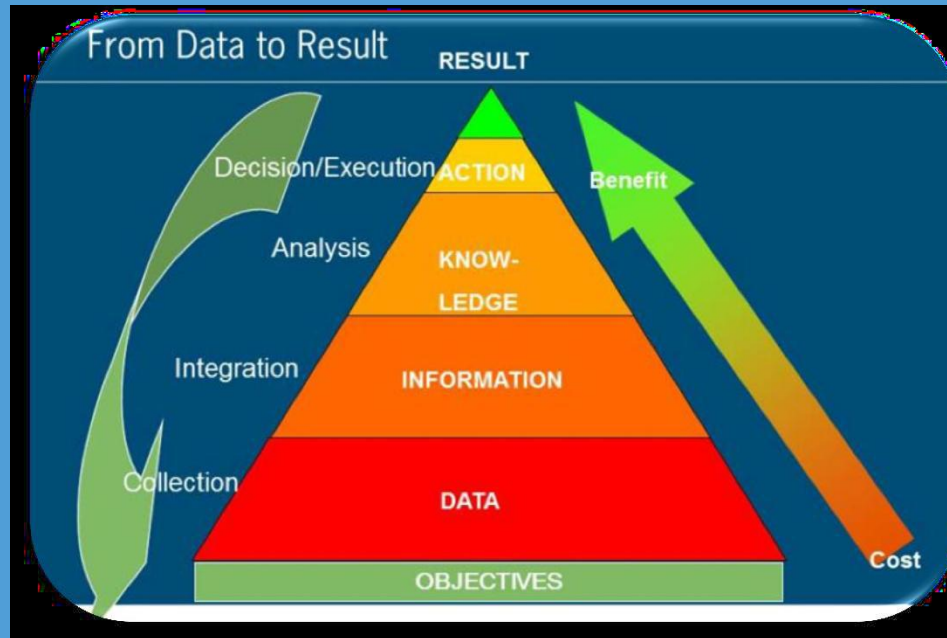 From Data to Result
RESULT
Decision/Execution
ACTION
Benefit
Analysis
KNOW-
LEDGE
Integration
INFORMATION
Collection
DATA
Cost
OBJECTIVES